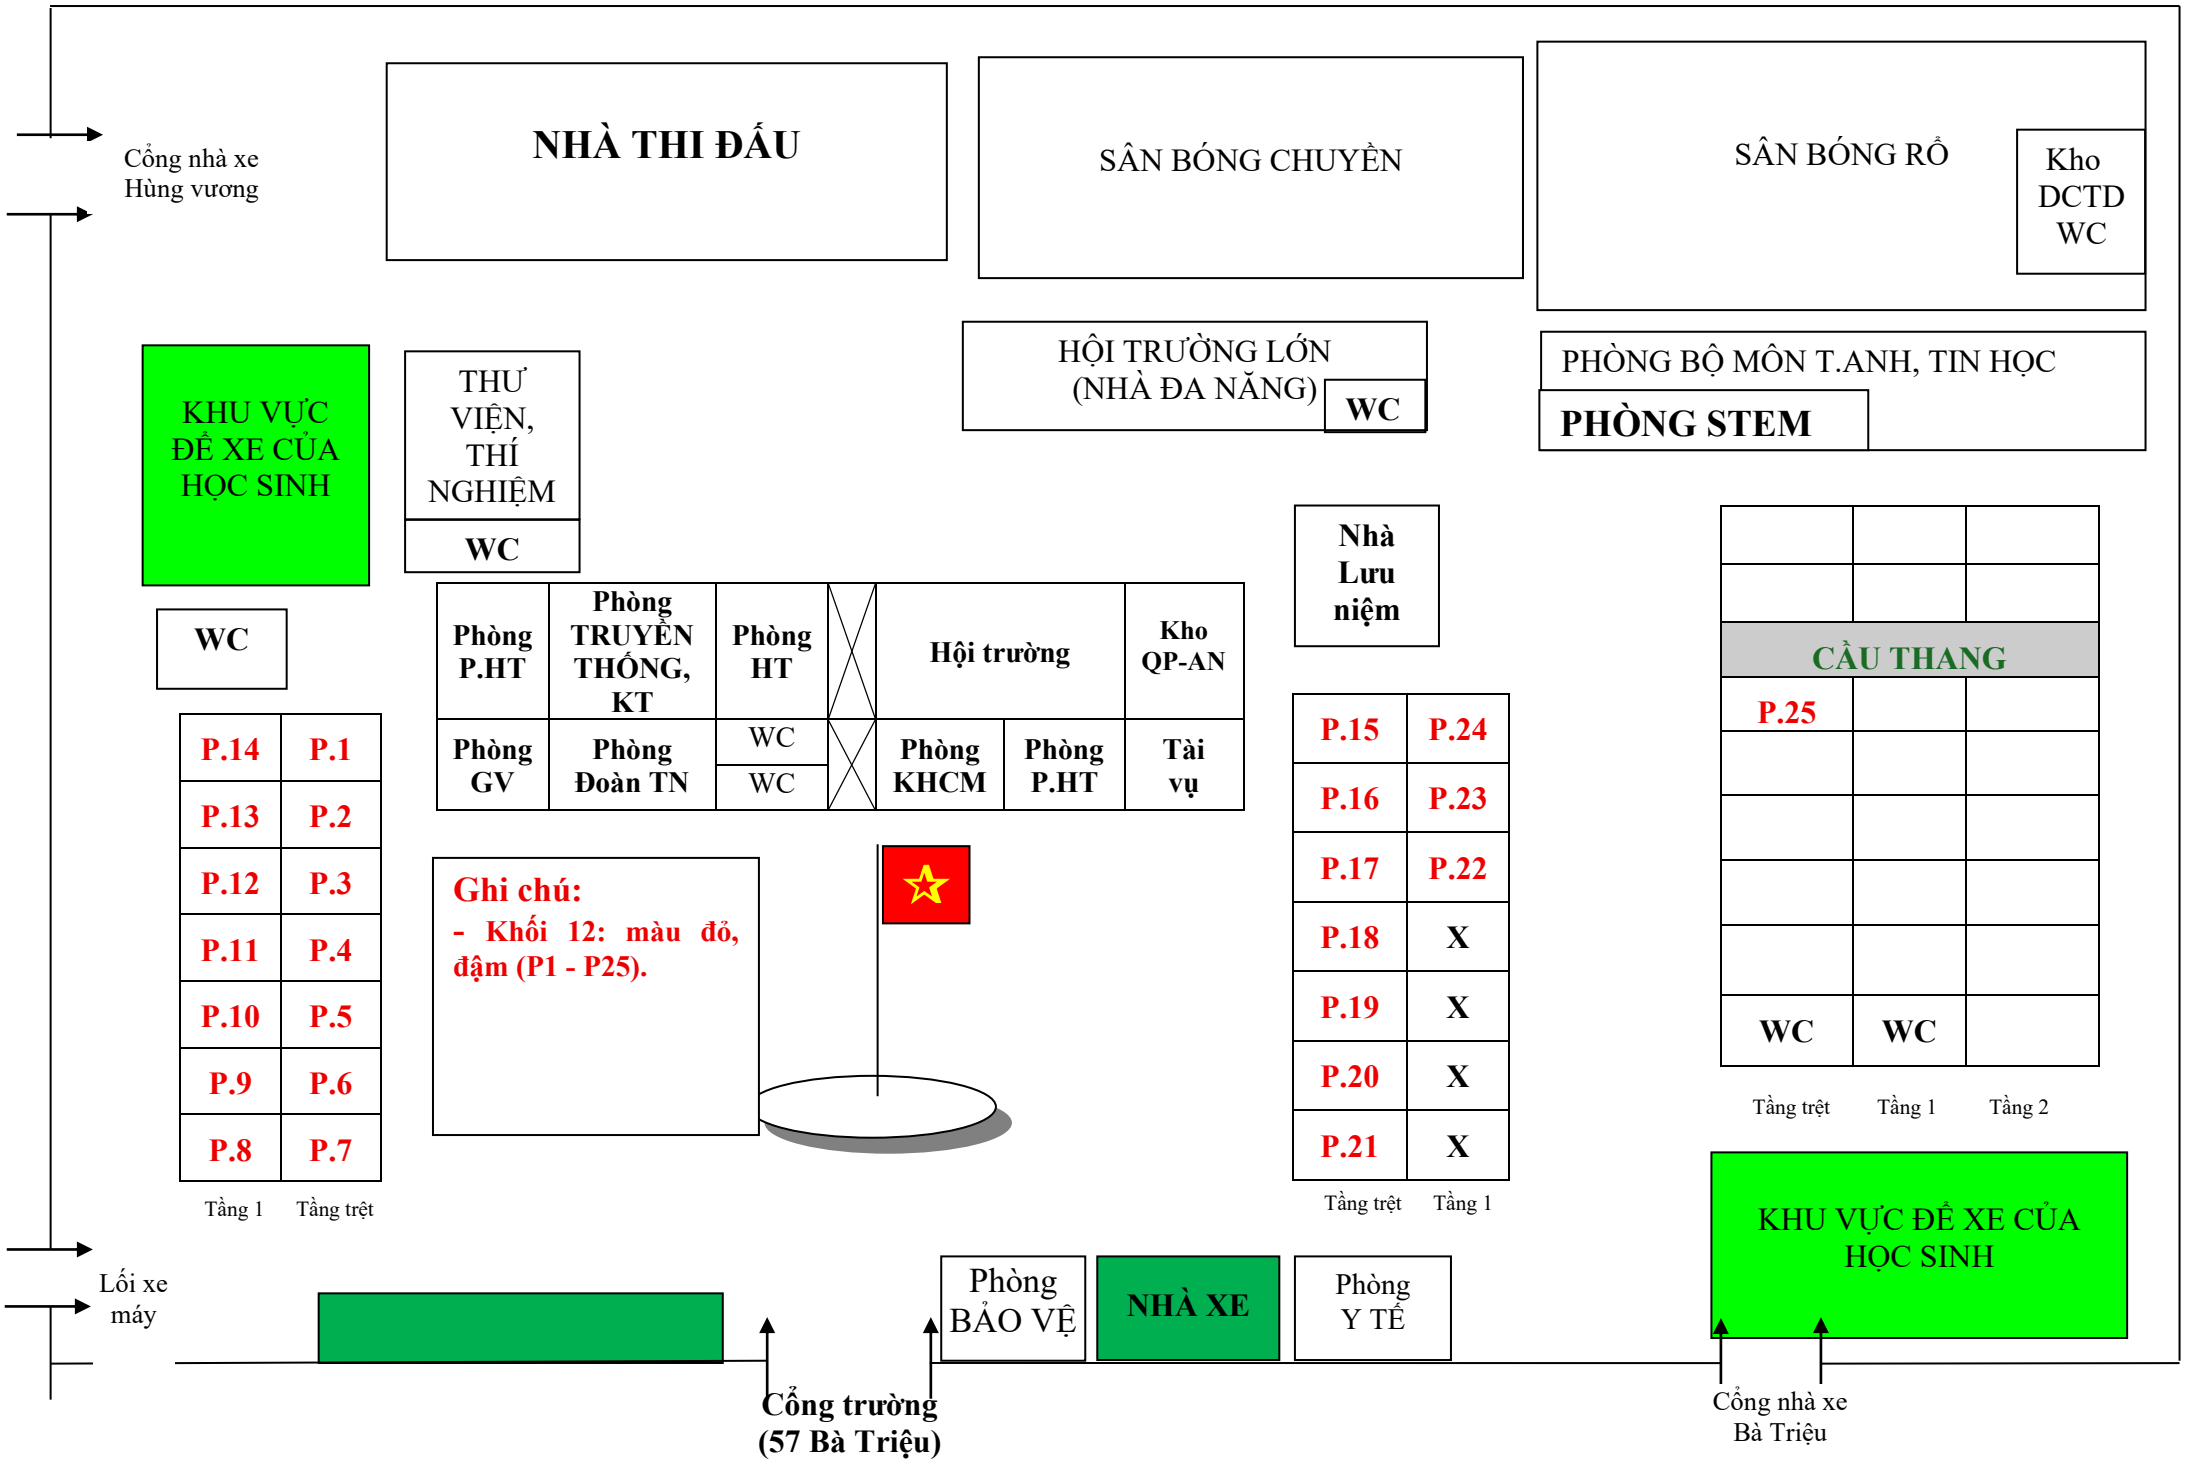 Cổng nhà xe
Hùng vương
NHÀ THI ĐẤU
SÂN BÓNG CHUYỀN
SÂN BÓNG RỔ
Kho
DCTD
WC
KHU VỰC
ĐỂ XE CỦA
HỌC SINH
THƯ
VIỆN,
THÍ
NGHIỆM
WC
HỘI TRƯỜNG LỚN
(NHÀ ĐA NĂNG)
WC
PHÒNG BỘ MÔN T.ANH, TIN HỌC
PHÒNG STEM
WC
Phòng
P.HT
Phòng
TRUYỀN
THỐNG,
KT
Phòng
HT
Hội trường
Kho
QP-AN
Phòng
GV
Phòng
Đoàn TN
WC
WC
Phòng
KHCM
Phòng
P.HT
Tài
vụ
Nhà
Lưu
niệm
CẦU THANG
P.25
WC WC
Tầng trệt Tầng 1 Tầng 2
P.14 P.1
P.13 P.2
P.12 P.3
P.11 P.4
P.10 P.5
P.9 P.6
P.8 P.7
Tầng 1 Tầng trệt
Ghi chú:
- Khối 12: màu đỏ,
đậm (P1 - P25).
P.15 P.24
P.16 P.23
P.17 P.22
P.18 X
P.19 X
P.20 X
P.21 X
Tầng trệt Tầng 1
KHU VỰC ĐỂ XE CỦA
HỌC SINH
Lối xe
máy
Phòng
BẢO VỆ
NHÀ XE
Phòng
Y TẾ
Cổng trường
(57 Bà Triệu)
Cổng nhà xe
Bà Triệu